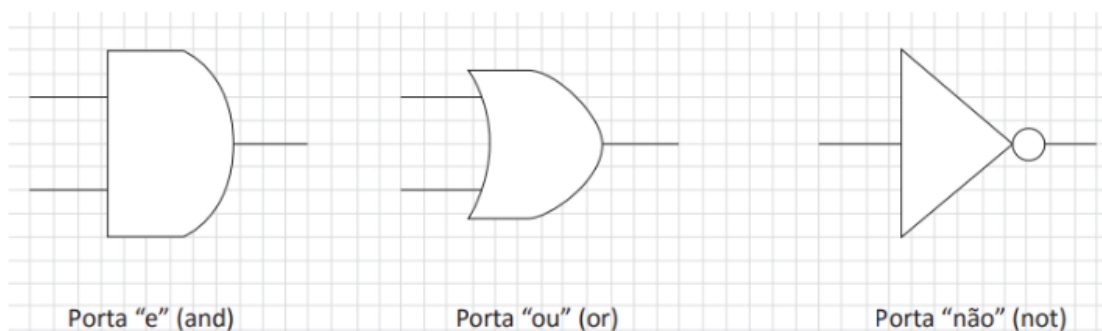 Porta “e” (and)
Porta “ou” (or)
Porta “não” (not)